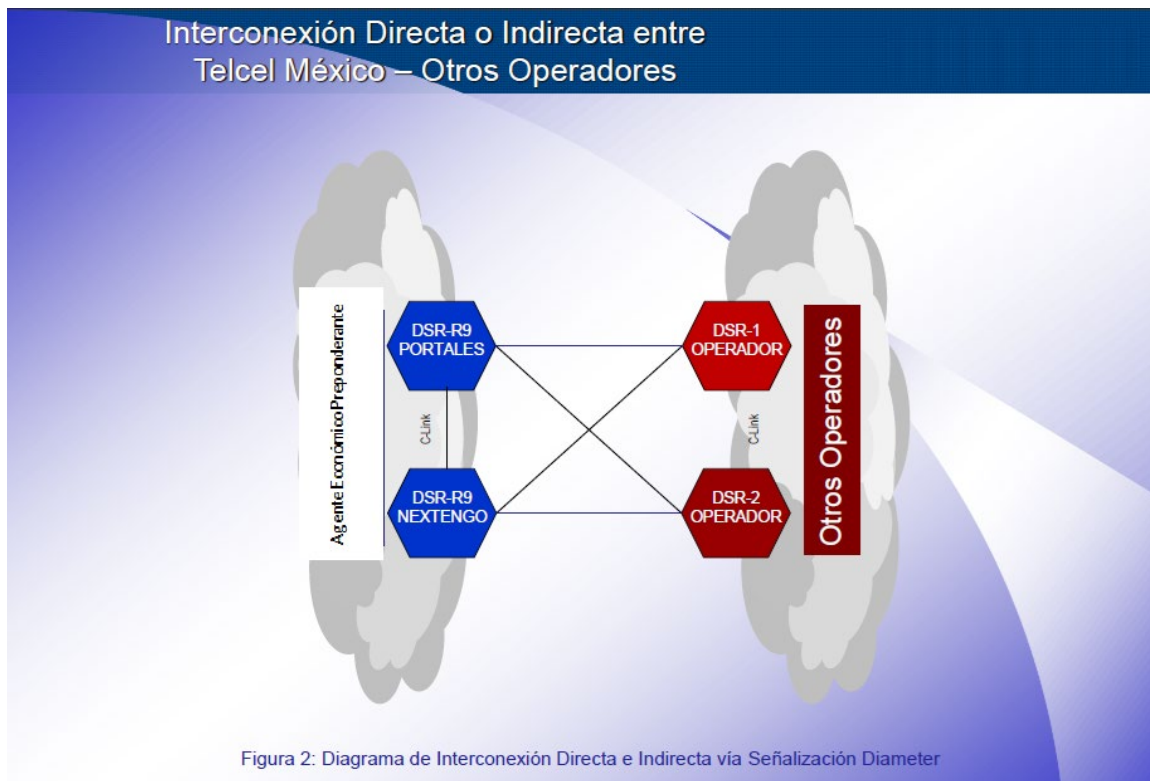 Interconexión Directa o Indirecta entre
Telcel México – Otros Operadores
Agente Económico Preponderante
DSR-R9
PORTALES
C-Link
DSR-R9
NEXTENGO
DSR-1
OPERADOR
C-Link
DSR-2
OPERADOR
Otros Operadores
Figura 2: Diagrama de Interconexión Directa e Indirecta vía Señalización Diameter